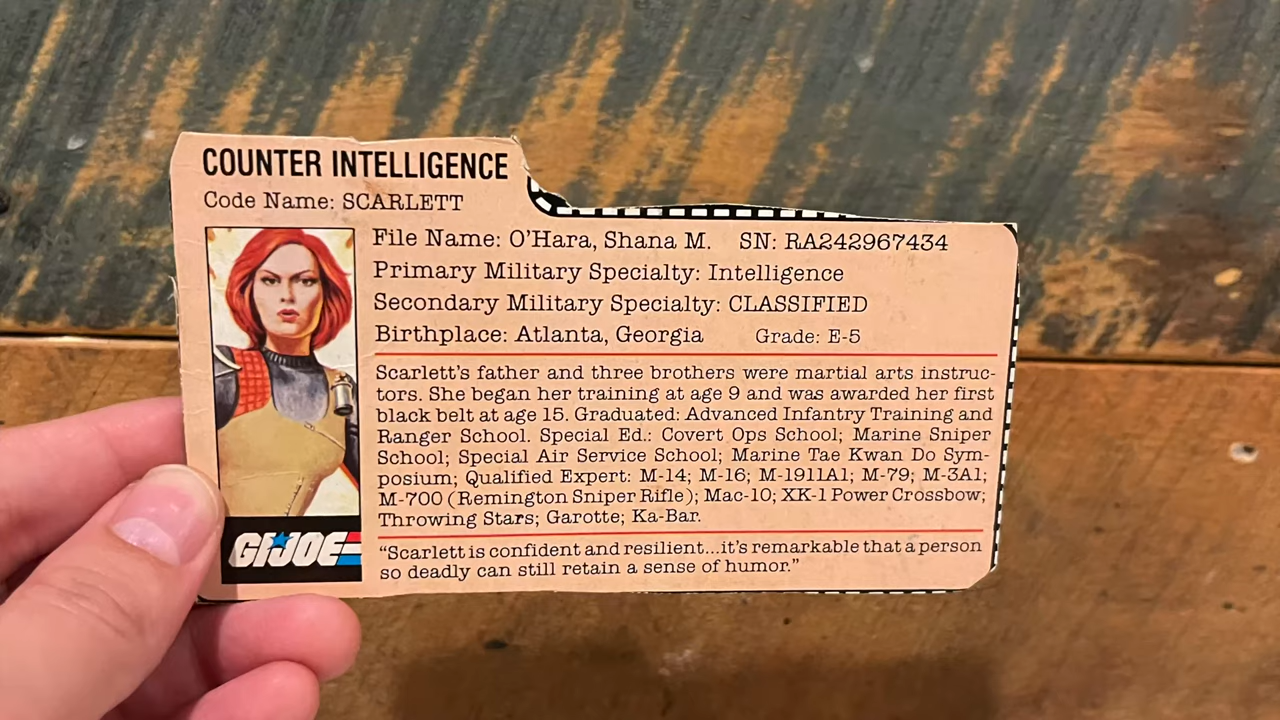 COUNTER INTELLIGENCE
Code Name: SCARLETT
File Name: O'Hara, Shana M. SN: RA242967434
Primary Military Specialty: Intelligence
Secondary Military Specialty: CLASSIFIED
Birthplace: Atlanta, Georgia Grade: E-5
Scarlett's father and three brothers were martial arts instruc-
tors. She began her training at age 9 and was awarded her first
black belt at age 15. Graduated: Advanced Infantry Training and
Ranger School. Special Ed.: Covert Ops School; Marine Sniper
School; Special Air Service School; Marine Tae Kwan Do Sym-
posium; Qualified Expert: M-14; M-16; M-1911A1; M-79; M-3A1;
M-700 (Remington Sniper Rifle); Mac-10; XK-1 Power Crossbow;
Throwing Stars; Garotte; Ka-Bar.
GI JOE
"Scarlett is confident and resilient...it's remarkable that a person
so deadly can still retain a sense of humor."